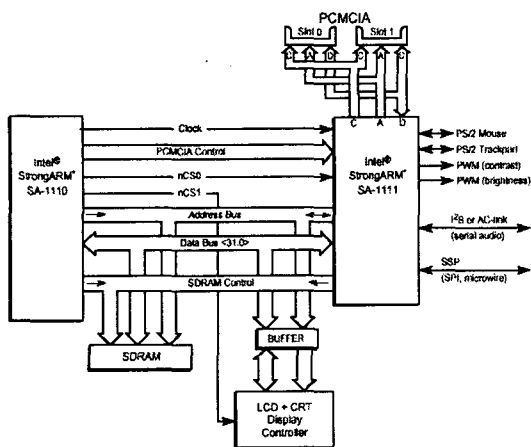 PCMCIA
Slot 0
Slot 1
C A D C A C
C A D
Intel®
StrongARM*
SA-1110
Clock
PCMCIA Control
nCS0
nCS1
Address Bus
Data Bus <31.0>
SDRAM Control
Intel®
StrongARM*
SA-1111
PS/2 Mouse
PS/2 Trackport
PWM (contrast)
PWM (brightness)
I²S or AC-link
(serial audio)
SSP
(SPI, microwire)
SDRAM
BUFFER
LCD + CRT
Display
Controller